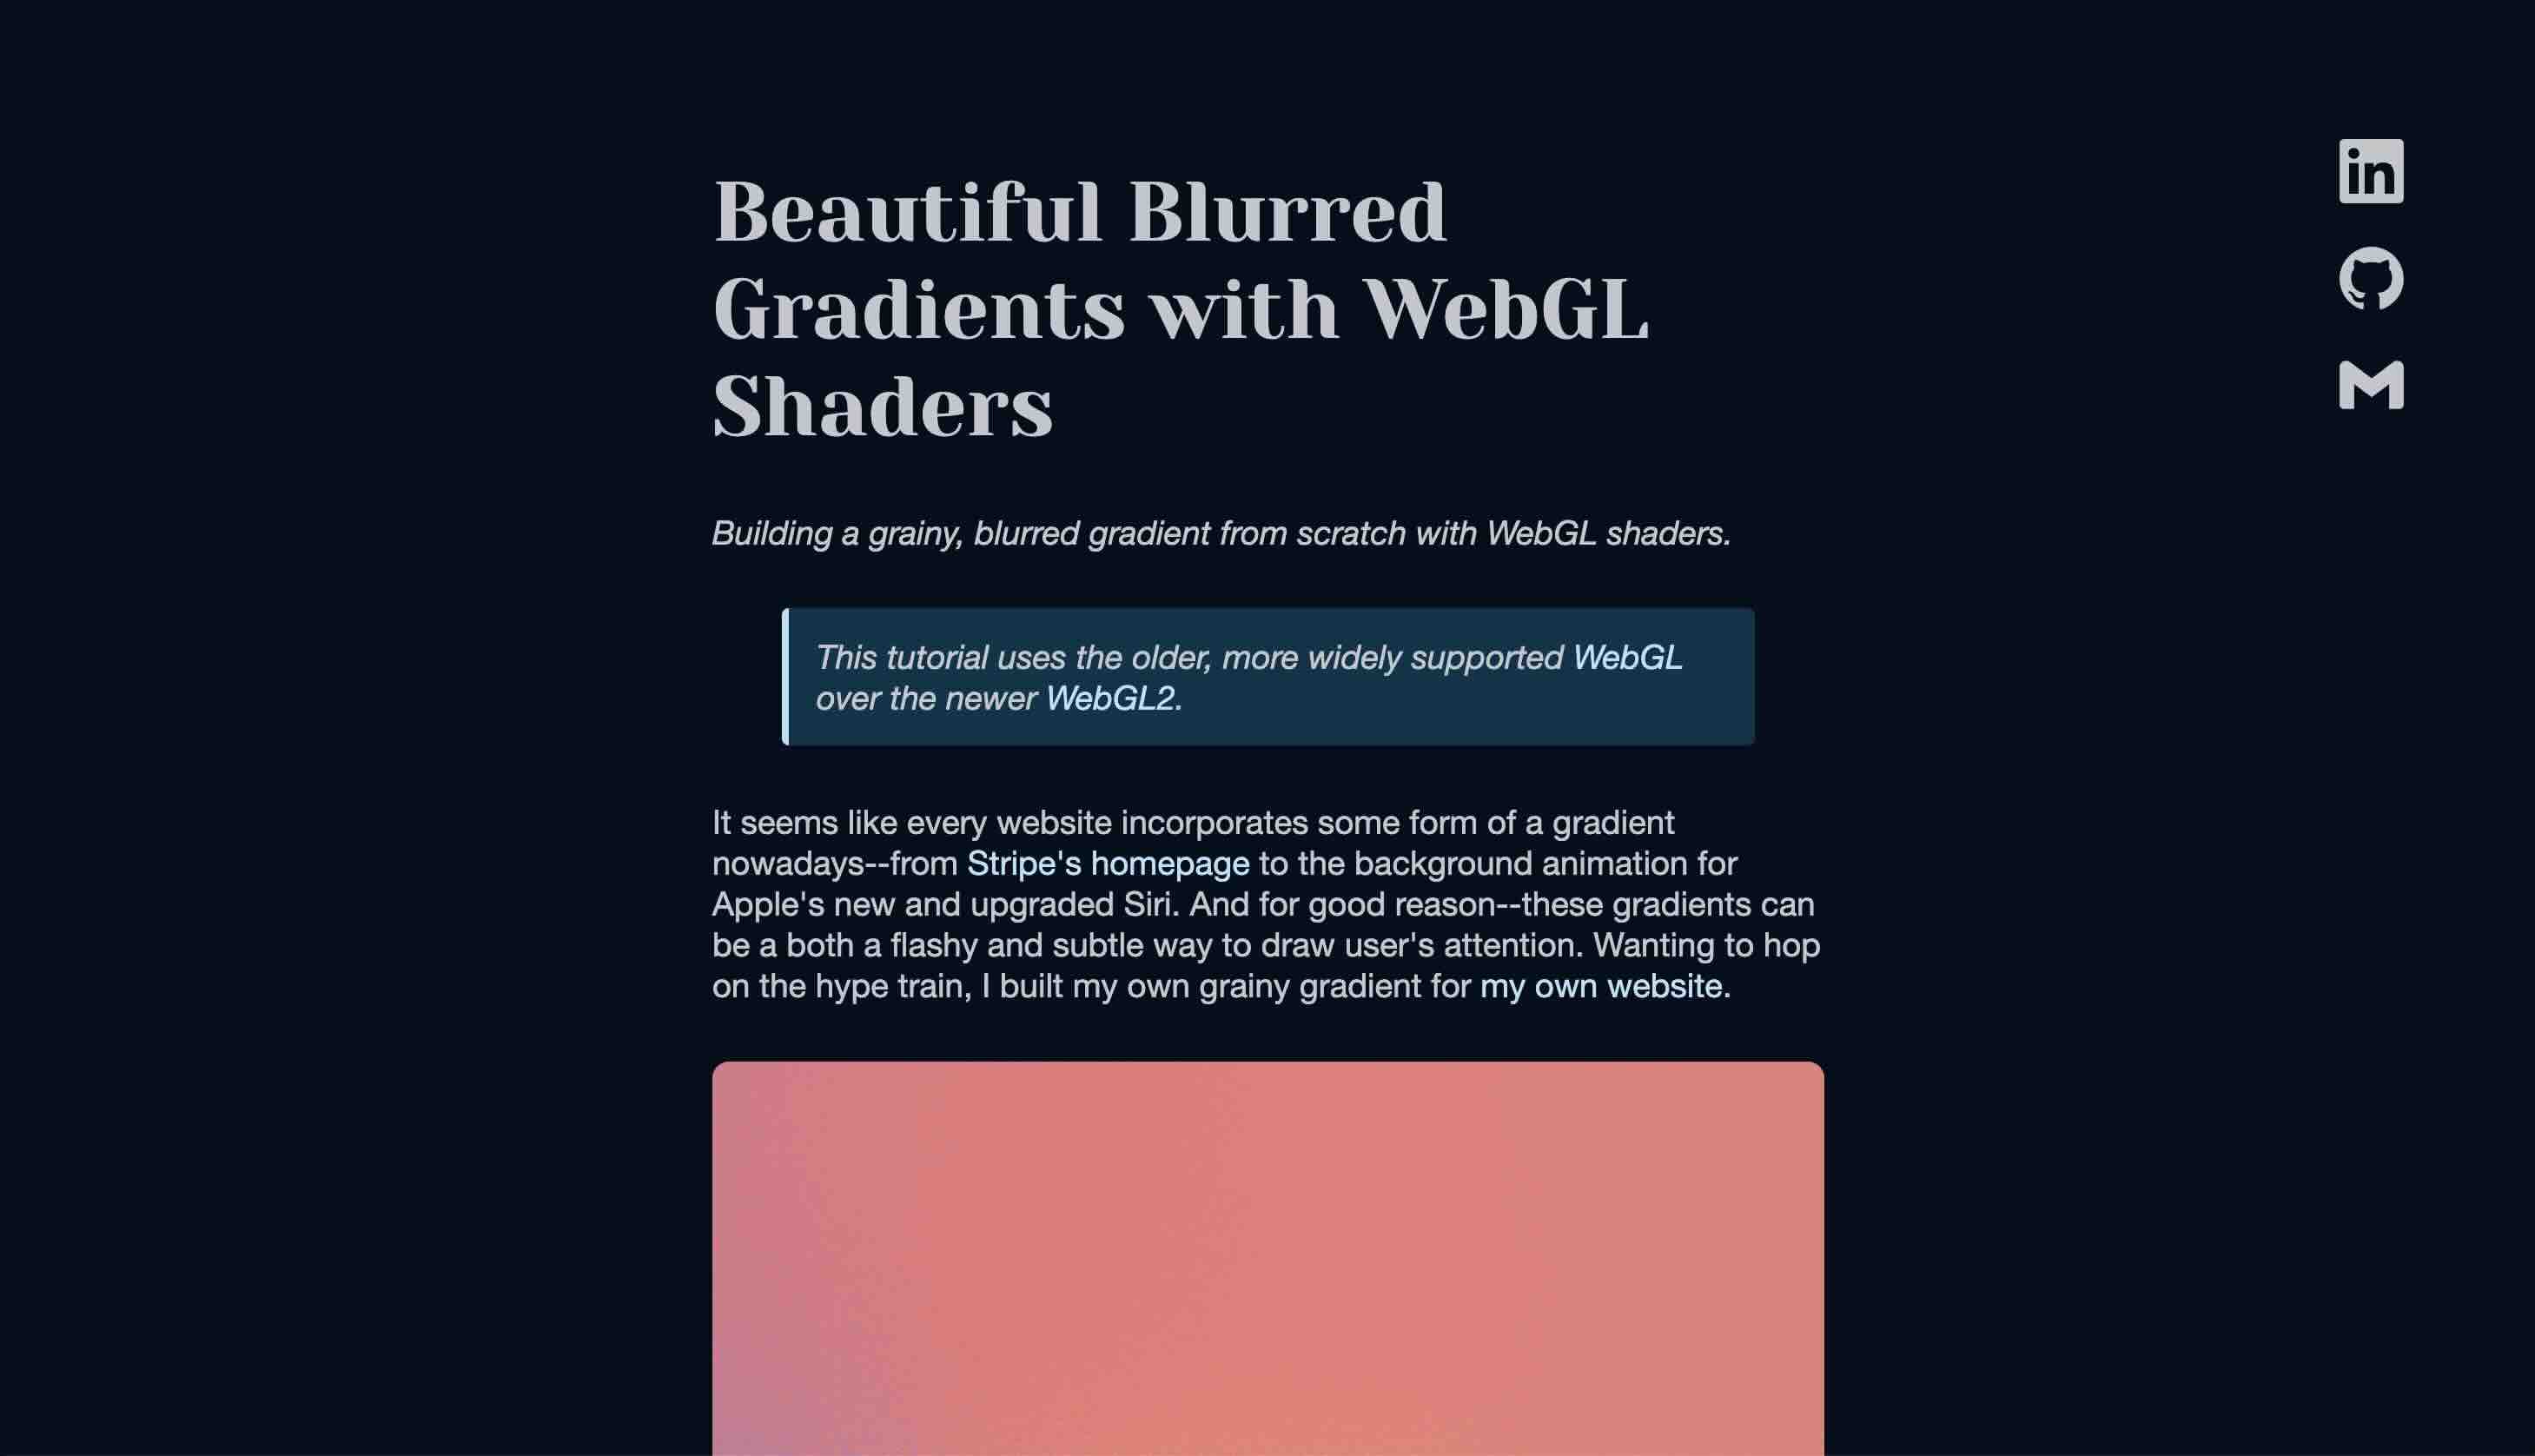 Beautiful Blurred
Gradients with WebGL
Shaders
Building a grainy, blurred gradient from scratch with WebGL shaders.
This tutorial uses the older, more widely supported WebGL
over the newer WebGL2.
It seems like every website incorporates some form of a gradient
nowadays--from Stripe's homepage to the background animation for
Apple's new and upgraded Siri. And for good reason--these gradients can
be a both a flashy and subtle way to draw user's attention. Wanting to hop
on the hype train, I built my own grainy gradient for my own website.
in